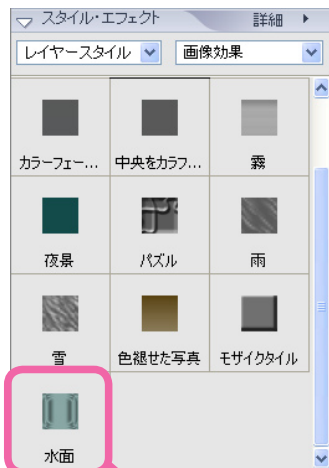 スタイル・エフェクト 詳細
レイヤースタイル 画像効果
カラーフェー... 中央をカラフ... 霧
夜景 パズル 雨
雪 色褪せた写真 モザイクタイル
水面